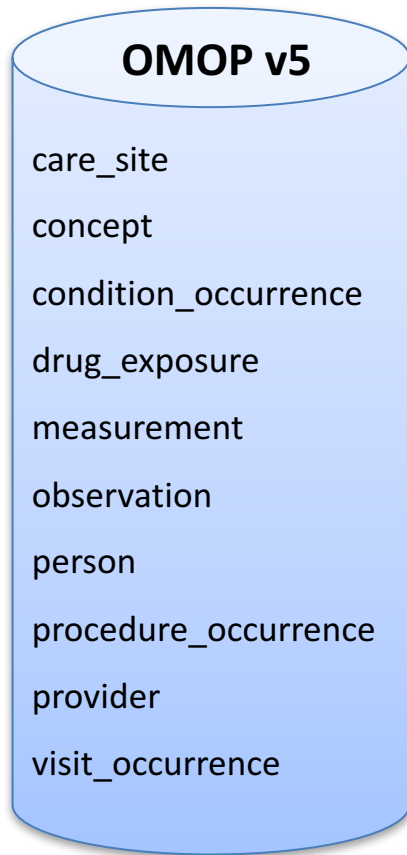 OMOP v5
care_site
concept
condition_occurrence
drug_exposure
measurement
observation
person
procedure_occurrence
provider
visit_occurrence